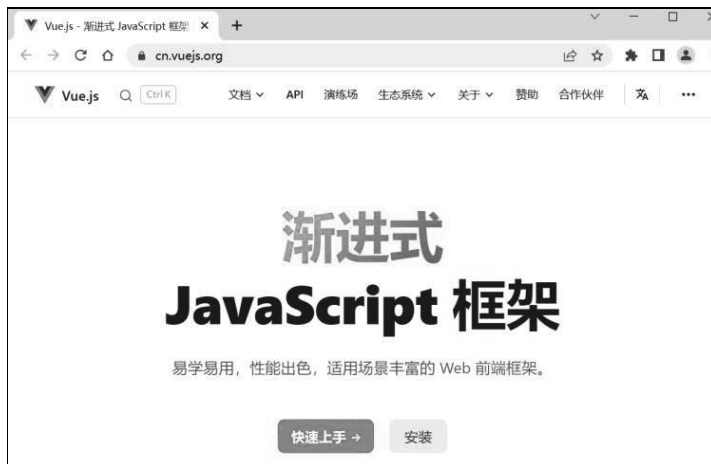 Vue.js - 渐进式 JavaScript 框架
cn.vuejs.org
Vue.js Ctrl K 文档 API 演练场 生态系统 关于 赞助 合作伙伴
渐进式
JavaScript 框架
易学易用，性能出色，适用场景丰富的 Web 前端框架。
快速上手 → 安装